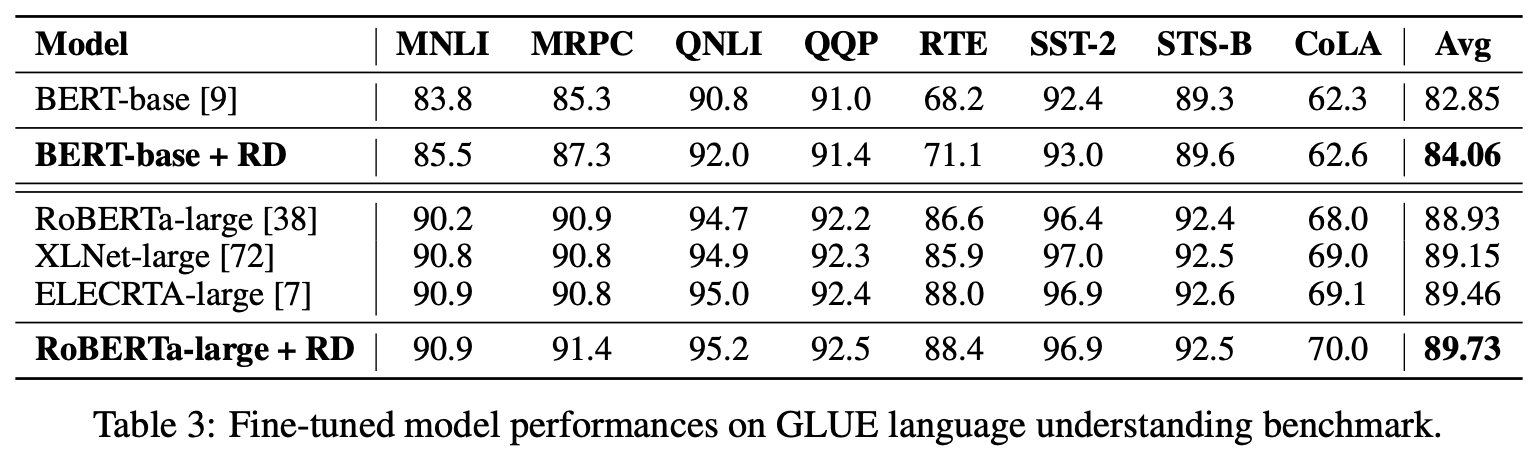 Model MNLI MRPC QNLI QQP RTE SST-2 STS-B CoLA Avg
BERT-base [9] 83.8 85.3 90.8 91.0 68.2 92.4 89.3 62.3 82.85
BERT-base + RD 85.5 87.3 92.0 91.4 71.1 93.0 89.6 62.6 84.06
RoBERTa-large [38] 90.2 90.9 94.7 92.2 86.6 96.4 92.4 68.0 88.93
XLNet-large [72] 90.8 90.8 94.9 92.3 85.9 97.0 92.5 69.0 89.15
ELECRTA-large [7] 90.9 90.8 95.0 92.4 88.0 96.9 92.6 69.1 89.46
RoBERTa-large + RD 90.9 91.4 95.2 92.5 88.4 96.9 92.5 70.0 89.73
Table 3: Fine-tuned model performances on GLUE language understanding benchmark.